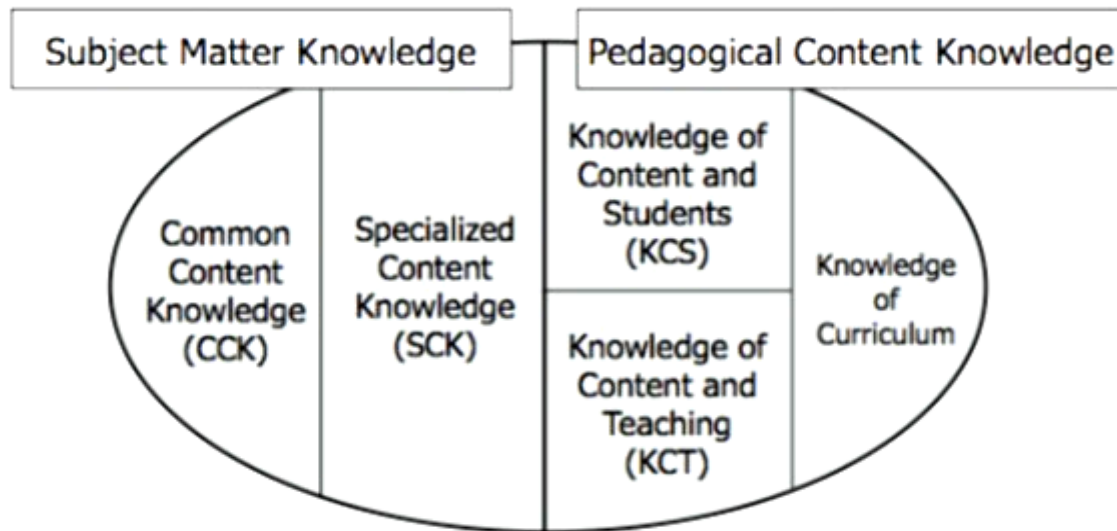 Subject Matter Knowledge
Pedagogical Content Knowledge
Common
Content
Knowledge
(CCK)
Specialized
Content
Knowledge
(SCK)
Knowledge of
Content and
Students
(KCS)
Knowledge of
Content and
Teaching
(KCT)
Knowledge
of
Curriculum